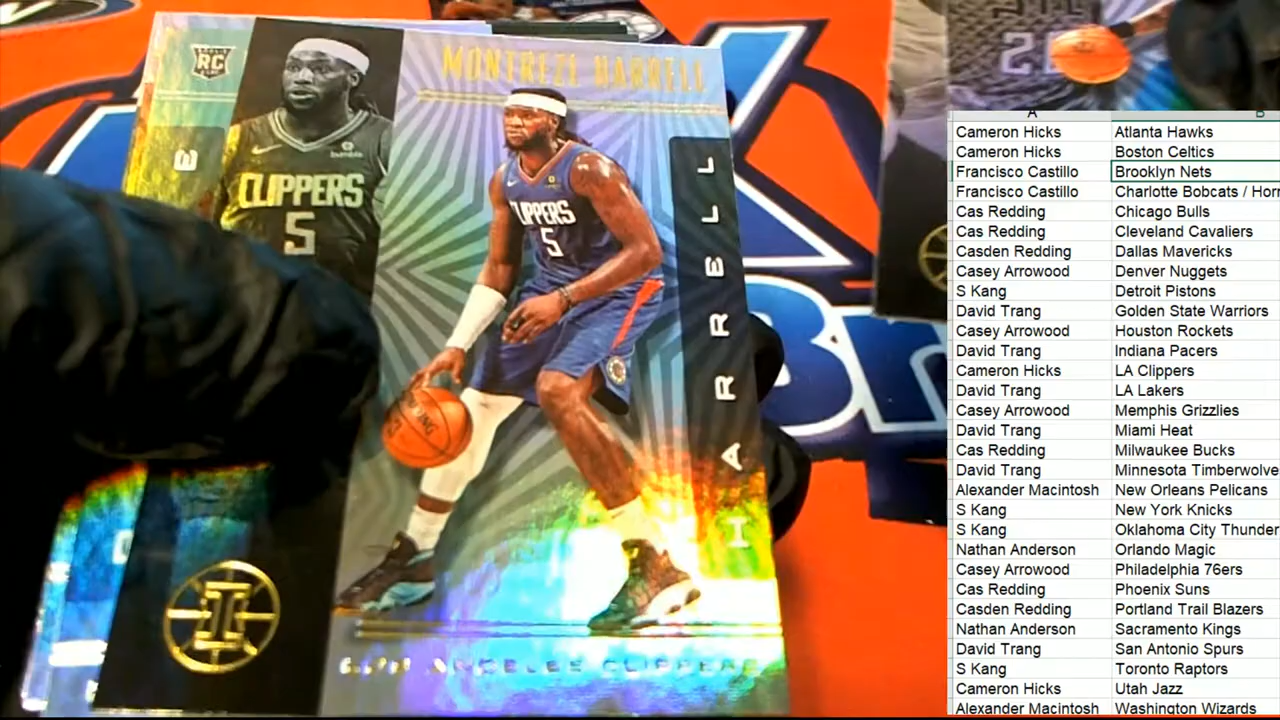 RC
MONTREZL HARRELL
bumble
CLIPPERS
5
CLIPPERS
5
HARRELL
SPALDING
LOS ANGELES CLIPPERS
A B
Cameron Hicks Atlanta Hawks
Cameron Hicks Boston Celtics
Francisco Castillo Brooklyn Nets
Francisco Castillo Charlotte Bobcats / Horn
Cas Redding Chicago Bulls
Cas Redding Cleveland Cavaliers
Casden Redding Dallas Mavericks
Casey Arrowood Denver Nuggets
S Kang Detroit Pistons
David Trang Golden State Warriors
Casey Arrowood Houston Rockets
David Trang Indiana Pacers
Cameron Hicks LA Clippers
David Trang LA Lakers
Casey Arrowood Memphis Grizzlies
David Trang Miami Heat
Cas Redding Milwaukee Bucks
David Trang Minnesota Timberwolve
Alexander Macintosh New Orleans Pelicans
S Kang New York Knicks
S Kang Oklahoma City Thunder
Nathan Anderson Orlando Magic
Casey Arrowood Philadelphia 76ers
Cas Redding Phoenix Suns
Casden Redding Portland Trail Blazers
Nathan Anderson Sacramento Kings
David Trang San Antonio Spurs
S Kang Toronto Raptors
Cameron Hicks Utah Jazz
Alexander Macintosh Washington Wizards